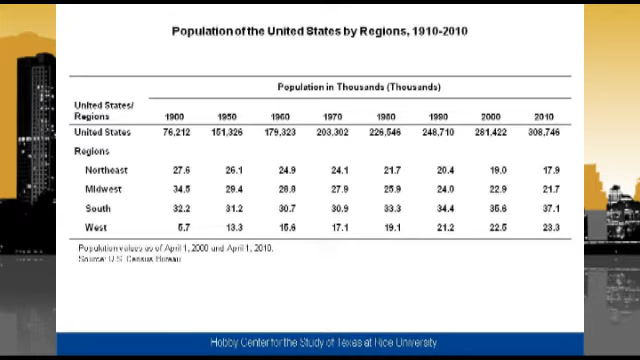 Population of the United States by Regions, 1910-2010
Population in Thousands (Thousands)
United States/
Regions 1900 1950 1960 1970 1980 1990 2000 2010
United States 76,212 151,326 179,323 203,302 226,546 248,710 281,422 308,746
Regions
Northeast 27.6 26.1 24.9 24.1 21.7 20.4 19.0 17.9
Midwest 34.5 29.4 28.8 27.9 25.9 24.0 22.9 21.7
South 32.2 31.2 30.7 30.9 33.3 34.4 35.6 37.1
West 5.7 13.3 15.6 17.1 19.1 21.2 22.5 23.3
Population values as of April 1, 2000 and April 1, 2010.
Source: U.S. Census Bureau
Hobby Center for the Study of Texas at Rice University